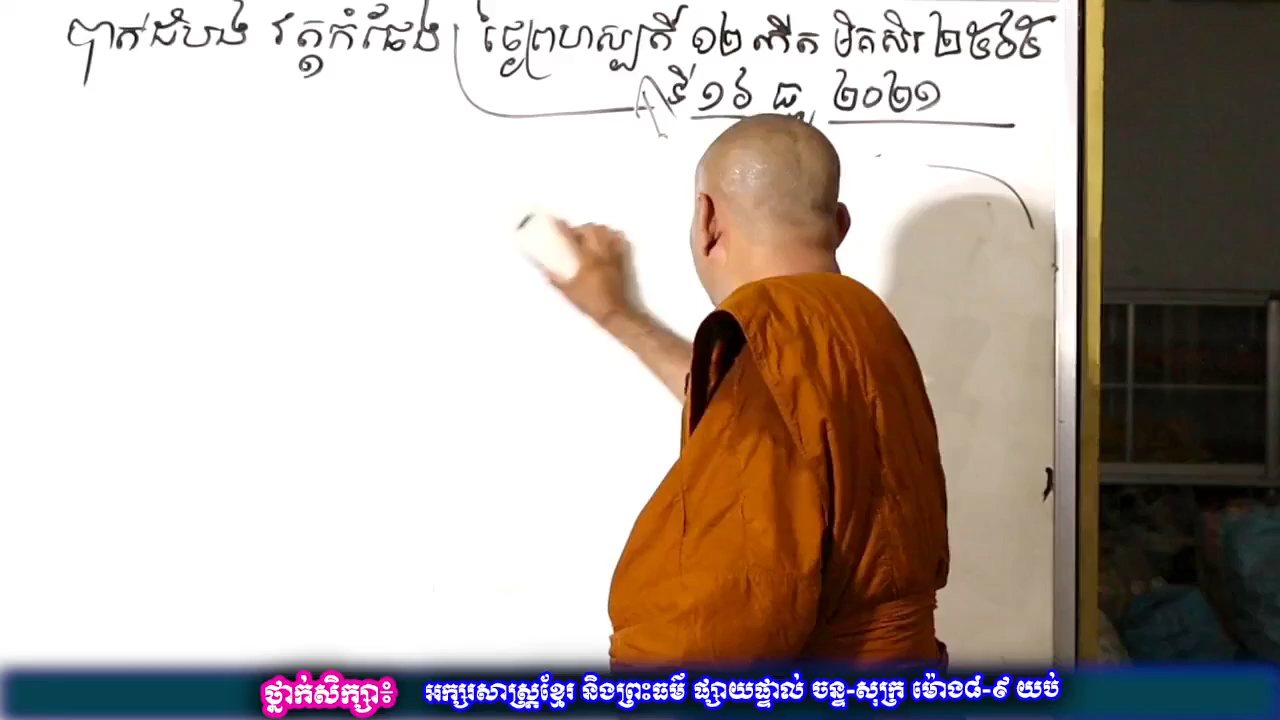 បាត់ដំបង វត្តកំផែង ថ្ងៃព្រហស្បតិ៍ ១២ កើត មិគសិរ ២៥៦៥
ទី ១៦ ធ្នូ ២០២១
ថ្នាក់សិក្សា៖ អក្សរសាស្ត្រខ្មែរ និងព្រះធម៌ ផ្សាយផ្ទាល់ ចន្ទ-សុក្រ ម៉ោង៨-៩ យប់